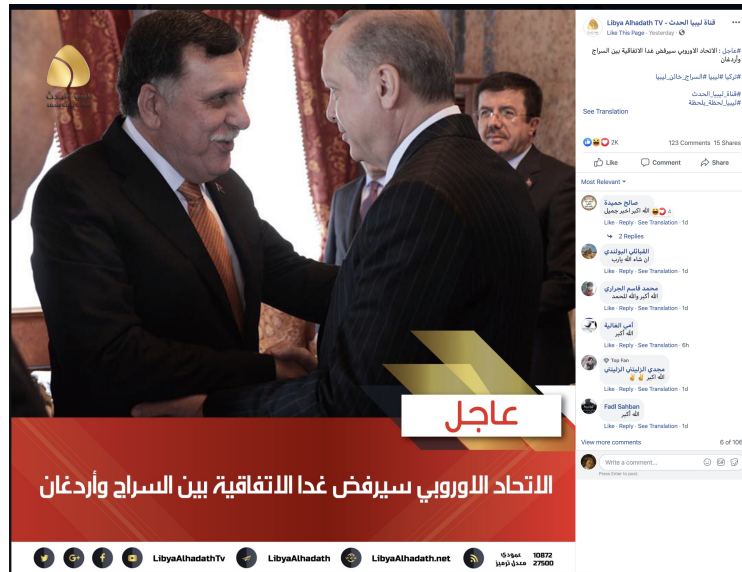 عاجل
الاتحاد الاوروبي سيرفض غدا الاتفاقية بين السراج وأردغان
LibyaAlhadathTv
LibyaAlhadath
LibyaAlhadath.net
عمودي 10872
معدل ترميز 27500
Libya Alhadath TV - قناة ليبيا الحدث
Like This Page · Yesterday ·
#عاجل : الاتحاد الاوروبي سيرفض غدا الاتفاقية بين السراج
وأردغان
#تركيا #ليبيا #السراج_خائن_ليبيا
#قناة_ليبيا_الحدث
#ليبيا_لحظة_بلحظة
See Translation
2K
123 Comments 15 Shares
Like Comment Share
Most Relevant
صالح حميدة
الله اكبر اخبر جميل
4
Like · Reply · See Translation · 1d
2 Replies
القبائلي البولندي
ان شاء الله يارب
Like · Reply · See Translation · 1d
محمد قاسم الجراري
الله أكبر والله للحمد
Like · Reply · See Translation · 1d
أمي الغالية
الله أكبر
Like · Reply · See Translation · 6h
Top Fan
مجدي الزليتني الزليتني
الله اكبر ✌ ✌
Like · Reply · See Translation · 1d
Fadl Sahban
الله أكبر
Like · Reply · See Translation · 1d
View more comments
6 of 106
Write a comment...
Press Enter to post.